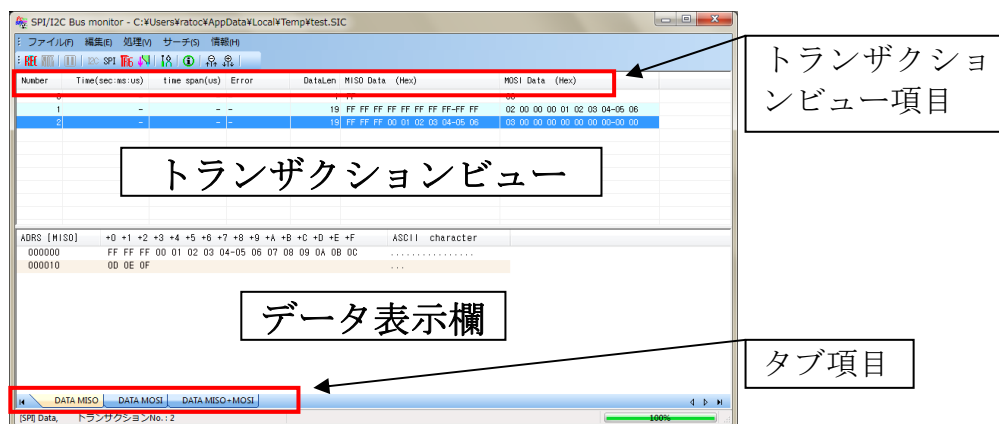 SPI/I2C Bus monitor - C:¥Users¥ratoc¥AppData¥Local¥Temp¥test.SIC
ファイル(F) 編集(E) 処理(V) サーチ(S) 情報(H)
REC I2C SPI
Number Time(sec:ms:us) time span(us) Error DataLen MISO Data (Hex) MOSI Data (Hex)
1 - - - 19 FF FF FF FF FF FF FF FF-FF FF 02 00 00 00 01 02 03 04-05 06
2 - - - 19 FF FF FF 00 01 02 03 04-05 06 03 00 00 00 00 00 00 00-00 00
トランザクションビュー
ADRS [MISO] +0 +1 +2 +3 +4 +5 +6 +7 +8 +9 +A +B +C +D +E +F ASCII character
000000 FF FF FF 00 01 02 03 04-05 06 07 08 09 0A 0B 0C ................
000010 0D 0E 0F ...
データ表示欄
DATA MISO DATA MOSI DATA MISO+MOSI
[SPI] Data, トランザクションNo. : 2 100%
トランザクショ
ンビュー項目
タブ項目